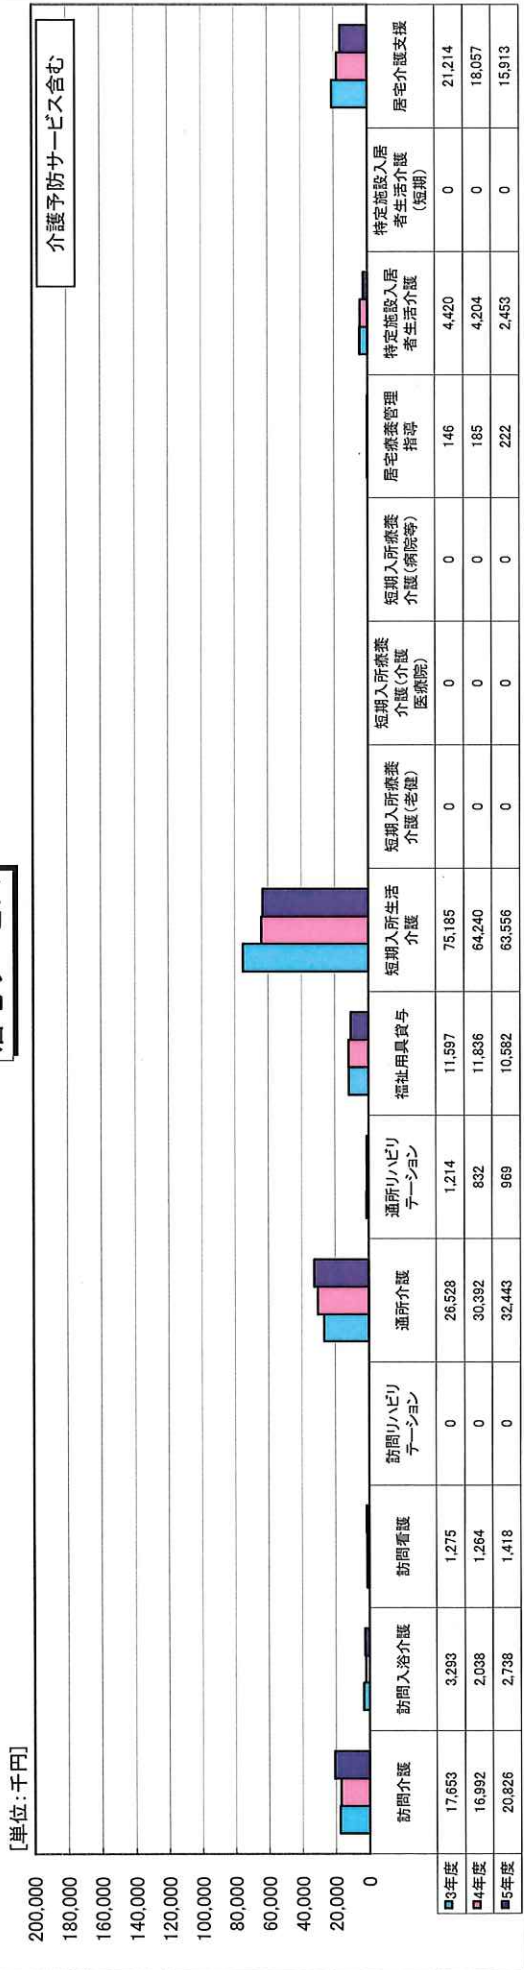 [単位:千円]
介護予防サービス含む
200,000
180,000
160,000
140,000
120,000
100,000
80,000
60,000
40,000
20,000
0
訪問介護
訪問入浴介護
訪問看護
訪問リハビリ
テーション
通所介護
通所リハビリ
テーション
福祉用具貸与
短期入所生活
介護
短期入所療養
介護(老健)
短期入所療養
介護(介護
医療院)
短期入所療養
介護(病院等)
居宅療養管理
指導
特定施設入居
者生活介護
特定施設入居
者生活介護
(短期)
居宅介護支援
3年度 17,653 3,293 1,275 0 26,528 1,214 11,597 75,185 0 0 0 146 4,420 0 21,214
4年度 16,992 2,038 1,264 0 30,392 832 11,836 64,240 0 0 0 185 4,204 0 18,057
5年度 20,826 2,738 1,418 0 32,443 969 10,582 63,556 0 0 0 222 2,453 0 15,913